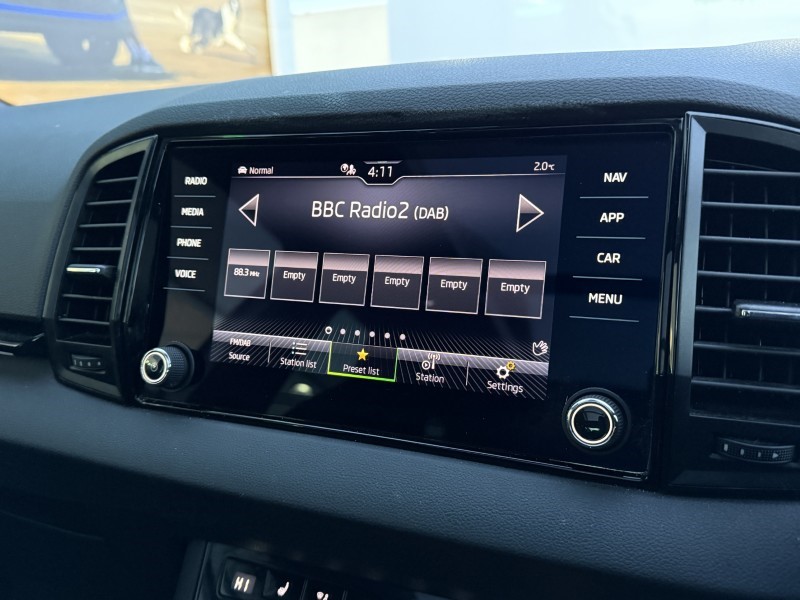 Normal
4:11
2.0°C
RADIO
MEDIA
PHONE
VOICE
BBC Radio2 (DAB)
88.3 MHz
Empty
Empty
Empty
Empty
Empty
FM/DAB
Source
Station list
Preset list
Station
Settings
NAV
APP
CAR
MENU
HI